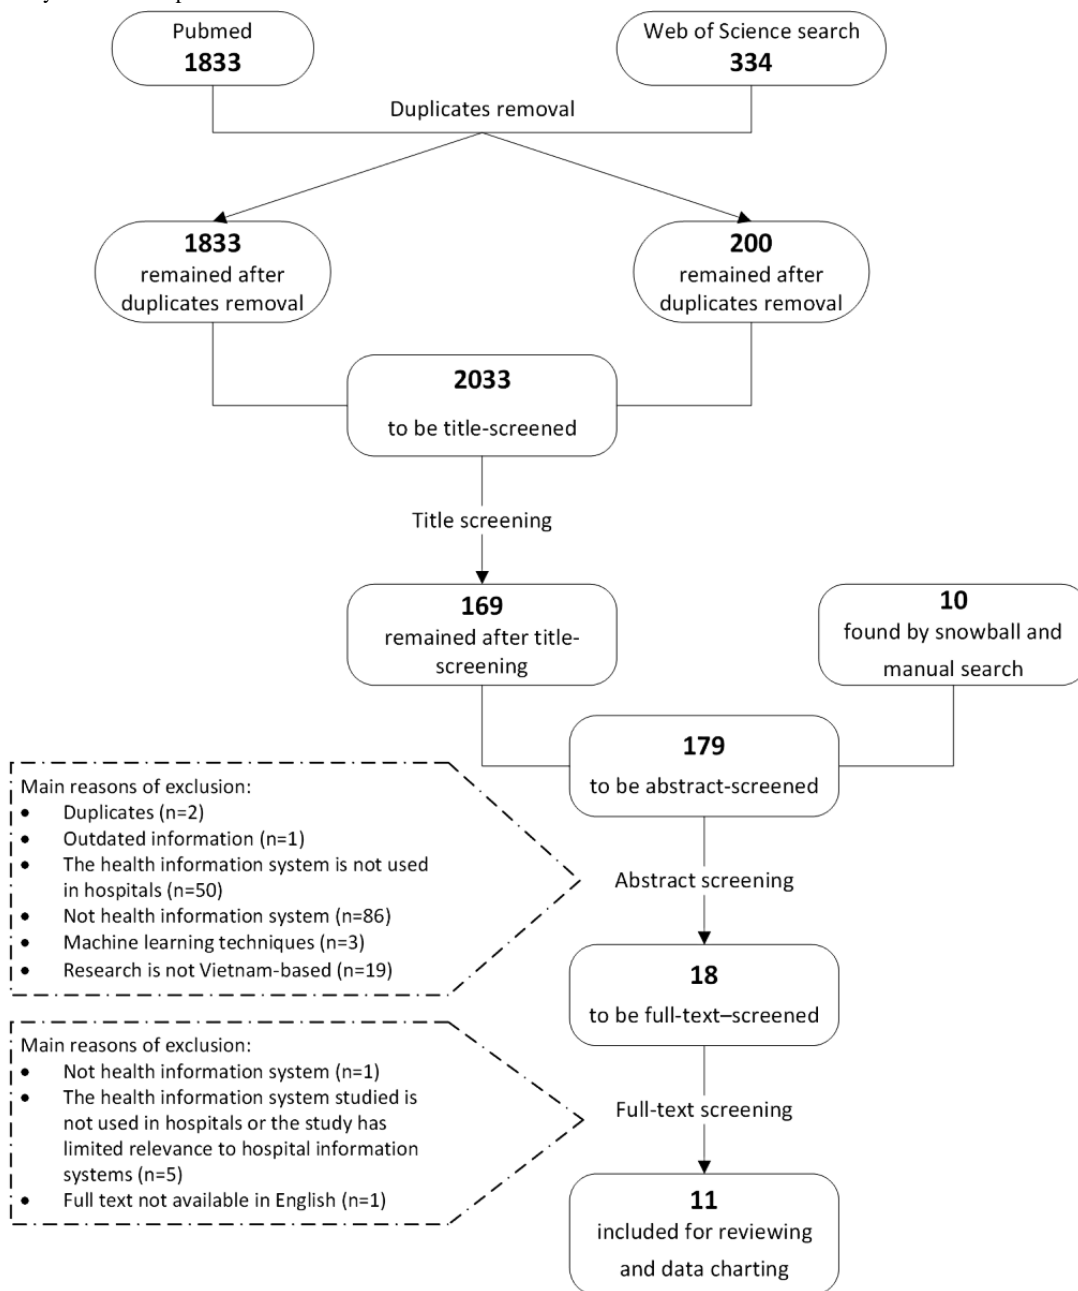 Pubmed
1833
Web of Science search
334
Duplicates removal
1833
remained after
duplicates removal
200
remained after
duplicates removal
2033
to be title-screened
Title screening
169
remained after title-
screening
10
found by snowball and
manual search
179
to be abstract-screened
Main reasons of exclusion:
• Duplicates (n=2)
• Outdated information (n=1)
• The health information system is not used
in hospitals (n=50)
• Not health information system (n=86)
• Machine learning techniques (n=3)
• Research is not Vietnam-based (n=19)
Abstract screening
18
to be full-text–screened
Main reasons of exclusion:
• Not health information system (n=1)
• The health information system studied is
not used in hospitals or the study has
limited relevance to hospital information
systems (n=5)
• Full text not available in English (n=1)
Full-text screening
11
included for reviewing
and data charting